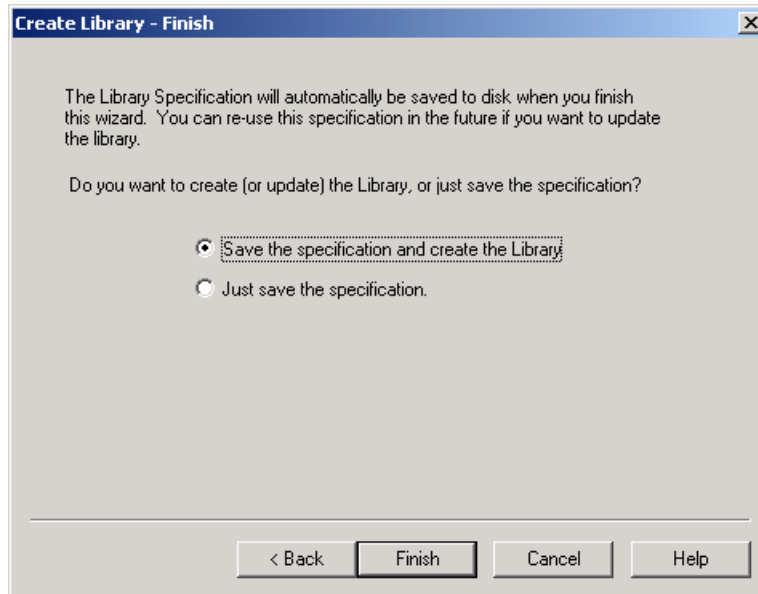 Create Library - Finish
The Library Specification will automatically be saved to disk when you finish
this wizard. You can re-use this specification in the future if you want to update
the library.
Do you want to create (or update) the Library, or just save the specification?
Save the specification and create the Library
Just save the specification.
< Back
Finish
Cancel
Help